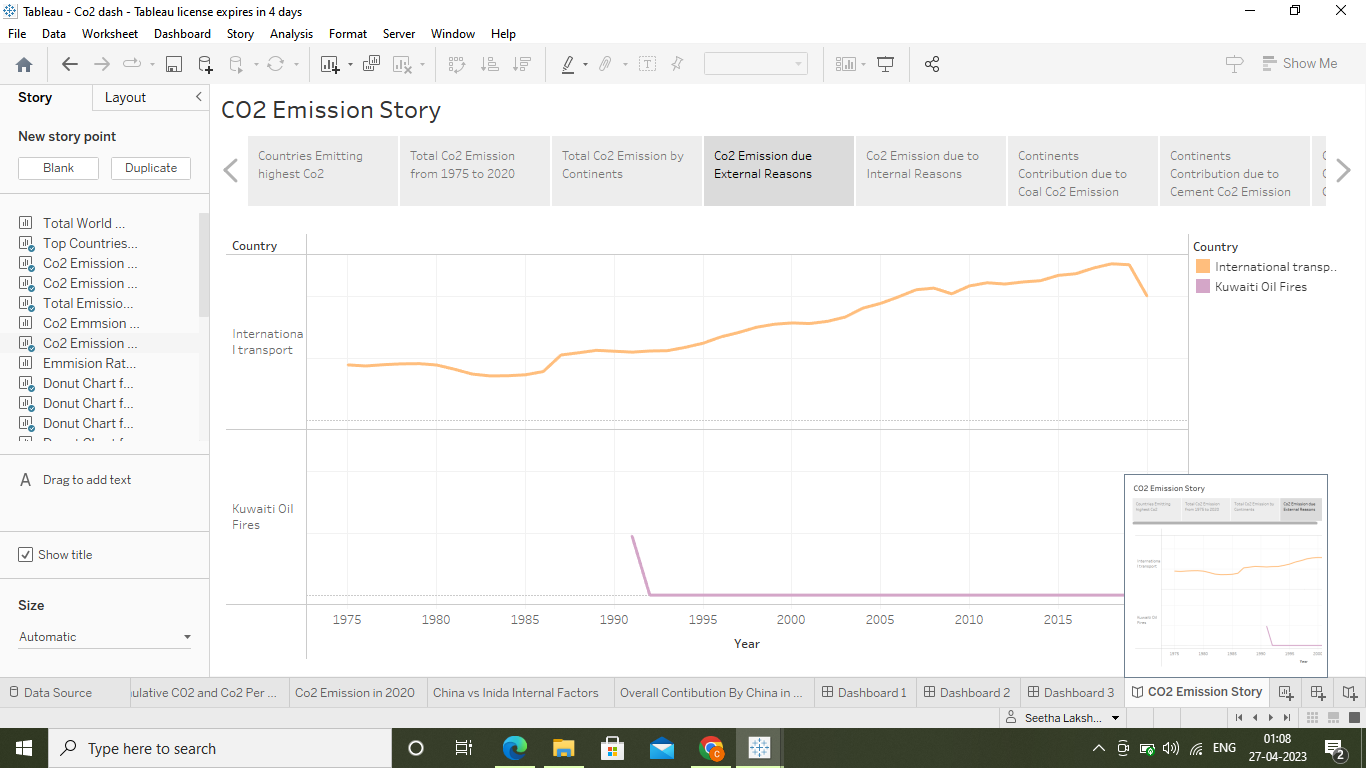 Tableau - Co2 dash - Tableau license expires in 4 days
File Data Worksheet Dashboard Story Analysis Format Server Window Help
Show Me
Story Layout
New story point
Blank Duplicate
Total World ...
Top Countries...
Co2 Emission ...
Co2 Emission ...
Total Emissio...
Co2 Emmsion ...
Co2 Emission ...
Emmision Rat...
Donut Chart f...
Donut Chart f...
Donut Chart f...
A Drag to add text
Show title
Size
Automatic
CO2 Emission Story
Countries Emitting
highest Co2
Total Co2 Emission
from 1975 to 2020
Total Co2 Emission by
Continents
Co2 Emission due
External Reasons
Co2 Emission due to
Internal Reasons
Continents
Contribution due to
Coal Co2 Emission
Continents
Contribution due to
Cement Co2 Emission
Country
Internationa
l transport
Kuwaiti Oil
Fires
1975 1980 1985 1990 1995 2000 2005 2010 2015
Year
Country
International transp..
Kuwaiti Oil Fires
CO2 Emission Story
Countries Emitting
highest Co2
Total Co2 Emission
from 1975 to 2020
Total Co2 Emission by
Continents
Co2 Emission due
External Reasons
Internationa
l transport
Kuwaiti Oil
Fires
1975 1980 1985 1990 1995 2000
Year
Data Source
ulative CO2 and Co2 Per ...
Co2 Emission in 2020
China vs Inida Internal Factors
Overall Contibution By China in ...
Dashboard 1
Dashboard 2
Dashboard 3
CO2 Emission Story
Seetha Laksh...
Type here to search
ENG
01:08
27-04-2023
2